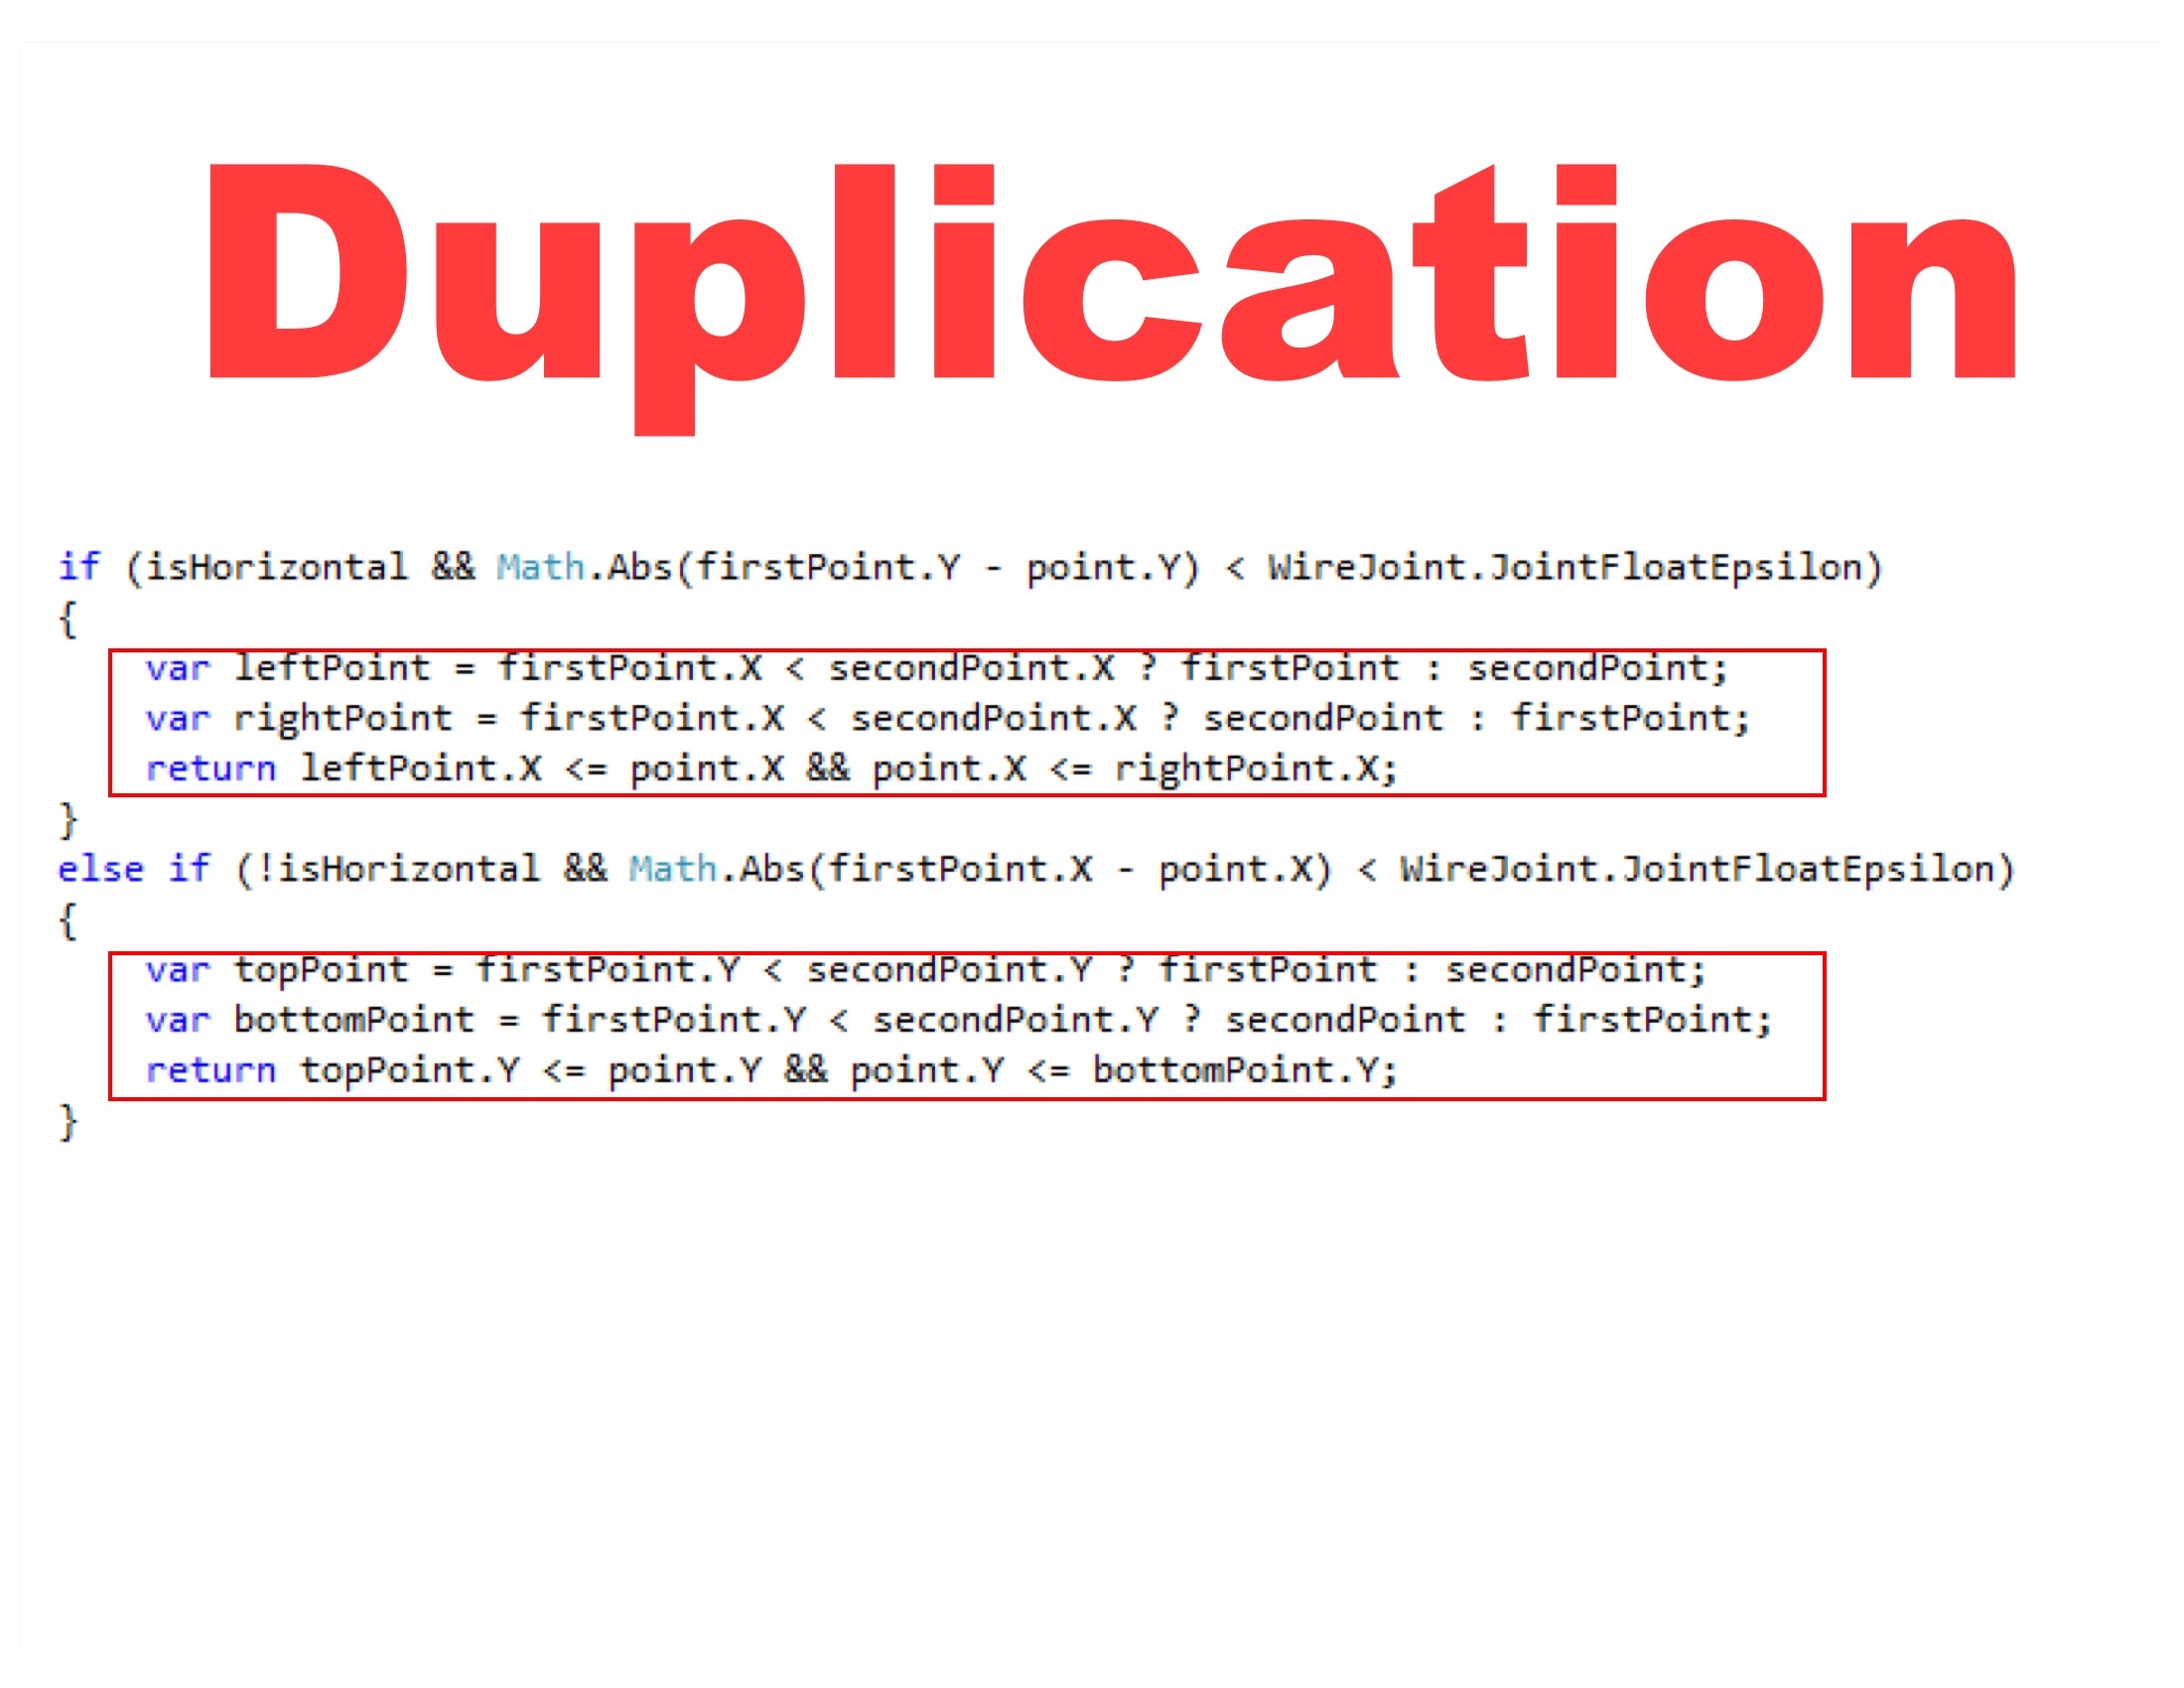 Duplication
if (isHorizontal && Math.Abs(firstPoint.Y - point.Y) < WireJoint.JointFloatEpsilon)
{
    var leftPoint = firstPoint.X < secondPoint.X ? firstPoint : secondPoint;
    var rightPoint = firstPoint.X < secondPoint.X ? secondPoint : firstPoint;
    return leftPoint.X <= point.X && point.X <= rightPoint.X;
}
else if (!isHorizontal && Math.Abs(firstPoint.X - point.X) < WireJoint.JointFloatEpsilon)
{
    var topPoint = firstPoint.Y < secondPoint.Y ? firstPoint : secondPoint;
    var bottomPoint = firstPoint.Y < secondPoint.Y ? secondPoint : firstPoint;
    return topPoint.Y <= point.Y && point.Y <= bottomPoint.Y;
}